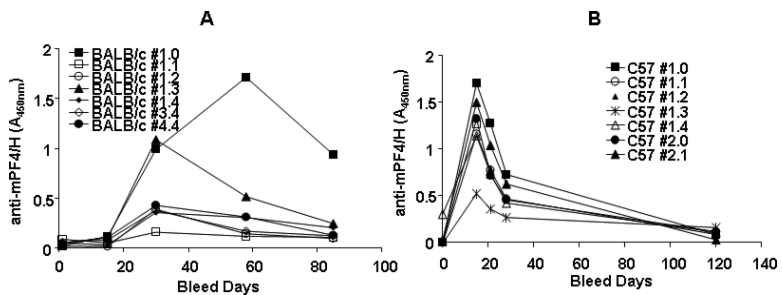 A
anti-mPF4/H (A450nm)
2
1.5
1
0.5
0
0 20 40 60 80 100
Bleed Days
BALB/c #1.0
BALB/c #1.1
BALB/c #1.2
BALB/c #1.3
BALB/c #1.4
BALB/c #3.4
BALB/c #4.4
B
anti-mPF4/H (A450nm)
2
1.5
1
0.5
0
0 20 40 60 80 100 120 140
Bleed Days
C57 #1.0
C57 #1.1
C57 #1.2
C57 #1.3
C57 #1.4
C57 #2.0
C57 #2.1